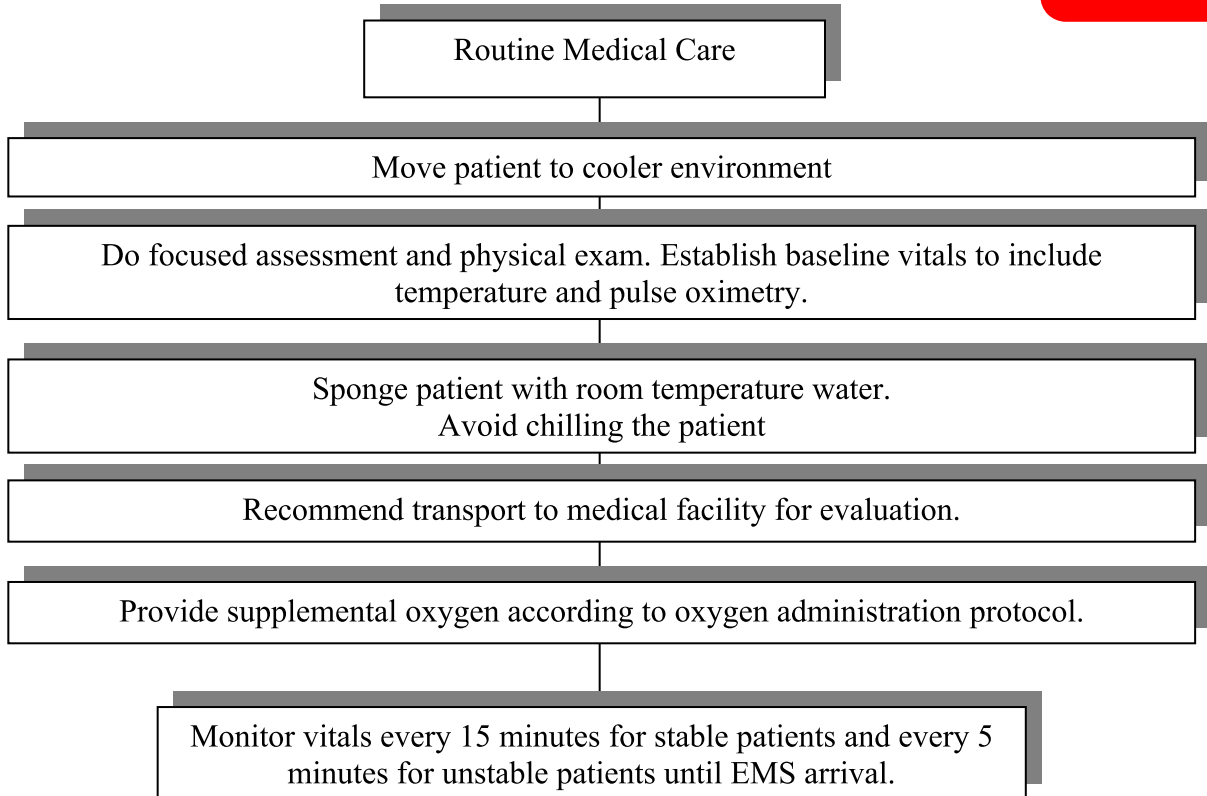 Routine Medical Care
Move patient to cooler environment
Do focused assessment and physical exam. Establish baseline vitals to include
temperature and pulse oximetry.
Sponge patient with room temperature water.
Avoid chilling the patient
Recommend transport to medical facility for evaluation.
Provide supplemental oxygen according to oxygen administration protocol.
Monitor vitals every 15 minutes for stable patients and every 5
minutes for unstable patients until EMS arrival.